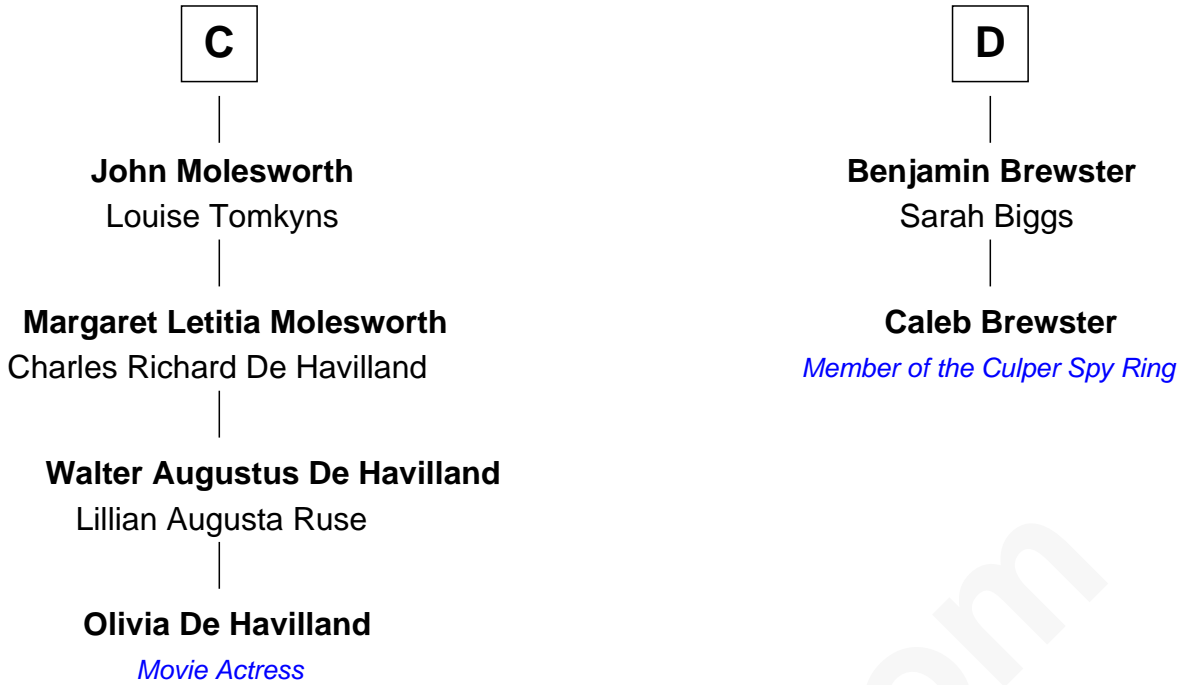 C
John Molesworth
Louise Tomkyns
Margaret Letitia Molesworth
Charles Richard De Havilland
Walter Augustus De Havilland
Lillian Augusta Ruse
Olivia De Havilland
Movie Actress
D
Benjamin Brewster
Sarah Biggs
Caleb Brewster
Member of the Culper Spy Ring
om